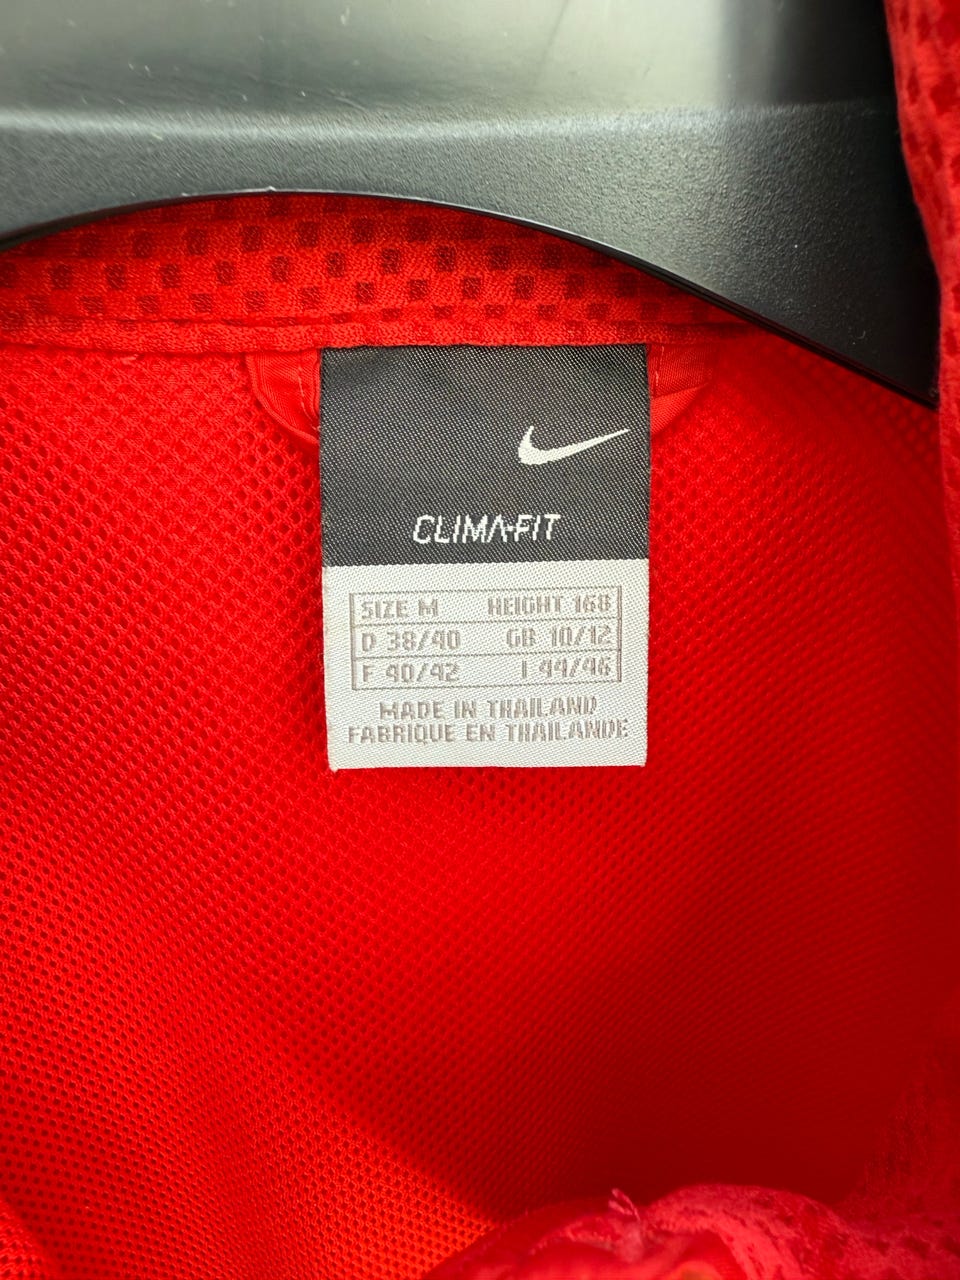 CLIMA-FIT
SIZE M HEIGHT 168
D 38/40 GB 10/12
F 40/42 I 44/46
MADE IN THAILAND
FABRIQUE EN THAILANDE